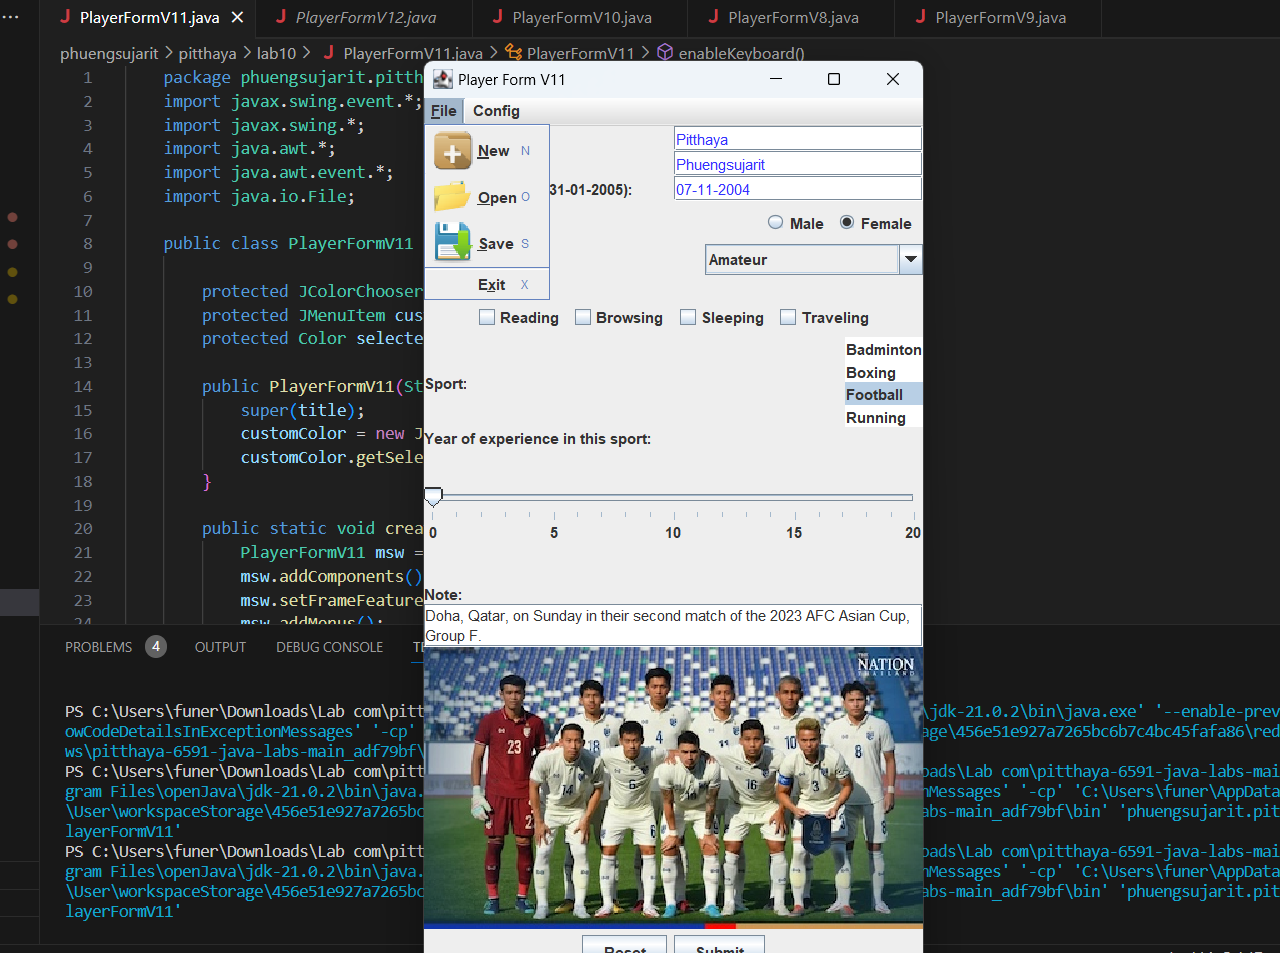 PlayerFormV11.java
PlayerFormV12.java
PlayerFormV10.java
PlayerFormV8.java
PlayerFormV9.java
phuengsujarit > pitthaya > lab10 > PlayerFormV11.java > PlayerFormV11 > enableKeyboard()
1 package phuengsujarit.pitth
2 import javax.swing.event.*;
3 import javax.swing.*;
4 import java.awt.*;
5 import java.awt.event.*;
6 import java.io.File;
7
8 public class PlayerFormV11
9
10 protected JColorChooser
11 protected JMenuItem cus
12 protected Color selecte
13
14 public PlayerFormV11(St
15 super(title);
16 customColor = new J
17 customColor.getSele
18 }
19
20 public static void crea
21 PlayerFormV11 msw =
22 msw.addComponents()
23 msw.setFrameFeature
24 msw.addMenus();
Player Form V11
File Config
New N
Open O
Save S
Exit X
Pitthaya
Phuengsujarit
31-01-2005):
07-11-2004
Male Female
Amateur
Reading Browsing Sleeping Traveling
Badminton
Boxing
Sport:
Football
Running
Year of experience in this sport:
0 5 10 15 20
Note:
Doha, Qatar, on Sunday in their second match of the 2023 AFC Asian Cup,
Group F.
THE
NATION
THAILAND
23
18
4
11
10
8
14
6
16
3
Reset Submit
PROBLEMS 4 OUTPUT DEBUG CONSOLE TE
PS C:\Users\funer\Downloads\Lab com\pitt \jdk-21.0.2\bin\java.exe' '--enable-prev
owCodeDetailsInExceptionMessages' '-cp' age\456e51e927a7265bc6b7c4bc45fafa86\red
ws\pitthaya-6591-java-labs-main_adf79bf\
PS C:\Users\funer\Downloads\Lab com\pitt oads\Lab com\pitthaya-6591-java-labs-mai
gram Files\openJava\jdk-21.0.2\bin\java. nMessages' '-cp' 'C:\Users\funer\AppData
\User\workspaceStorage\456e51e927a7265bc abs-main_adf79bf\bin' 'phuengsujarit.pit
layerFormV11'
PS C:\Users\funer\Downloads\Lab com\pitt oads\Lab com\pitthaya-6591-java-labs-mai
gram Files\openJava\jdk-21.0.2\bin\java. nMessages' '-cp' 'C:\Users\funer\AppData
\User\workspaceStorage\456e51e927a7265bc abs-main_adf79bf\bin' 'phuengsujarit.pit
layerFormV11'